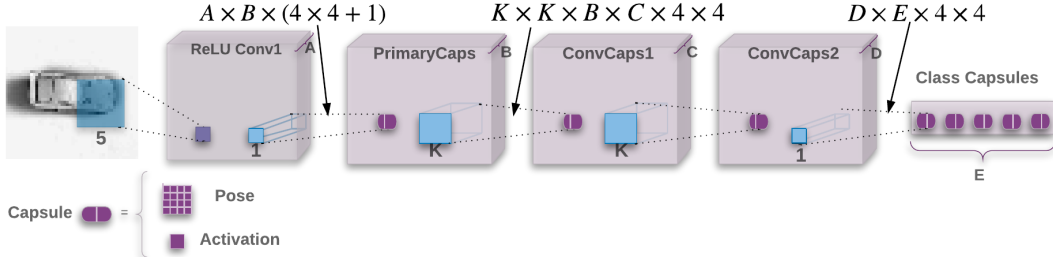 A × B × (4 × 4 + 1)
K × K × B × C × 4 × 4
D × E × 4 × 4
ReLU Conv1
A
PrimaryCaps
B
ConvCaps1
C
ConvCaps2
D
Class Capsules
5
1
K
K
1
E
Capsule
=
Pose
Activation